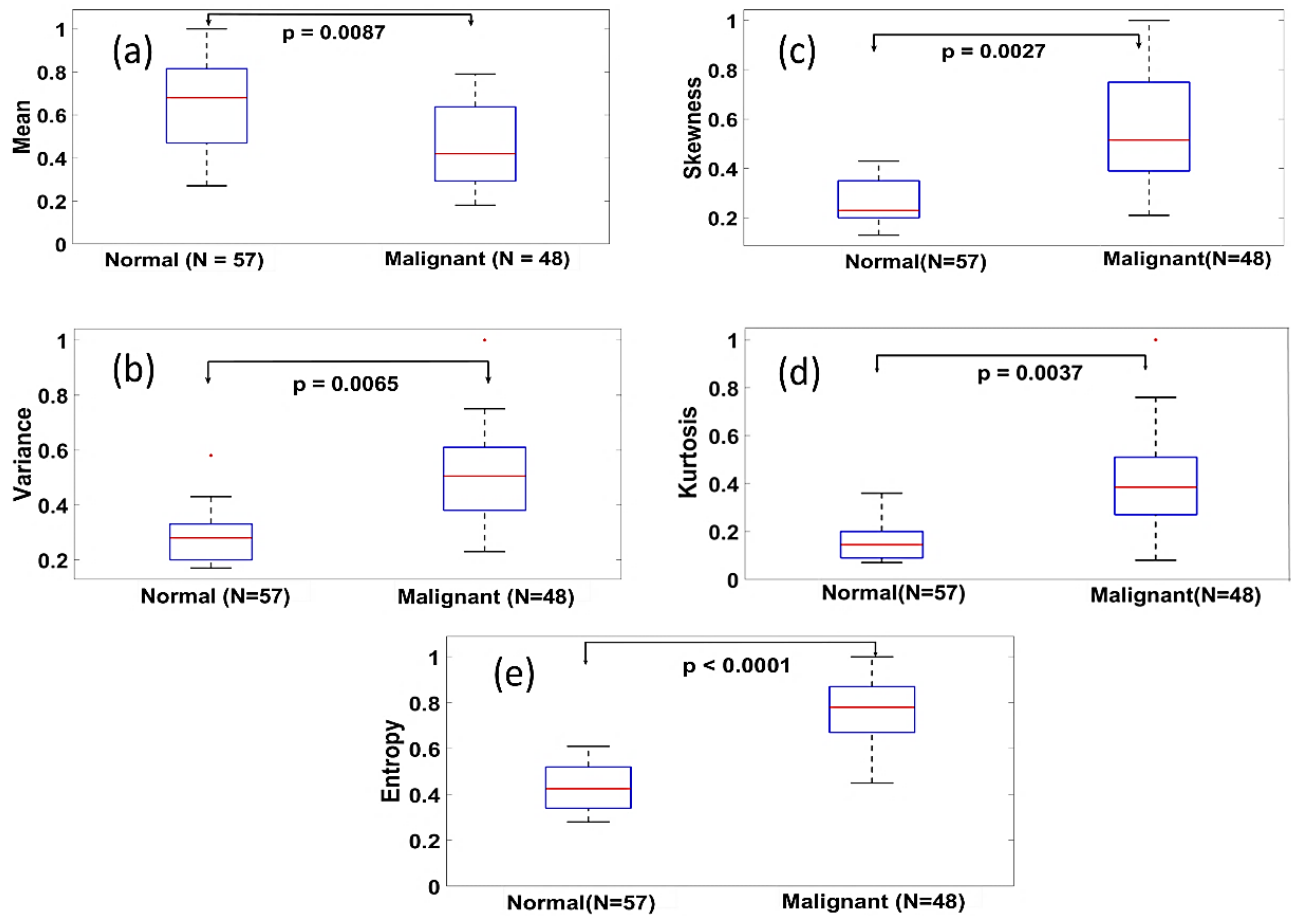 (a)
p = 0.0087
Mean
1
0.8
0.6
0.4
0.2
0
Normal (N = 57)
Malignant (N = 48)
(c)
p = 0.0027
Skewness
1
0.8
0.6
0.4
0.2
Normal(N=57)
Malignant(N=48)
(b)
p = 0.0065
Variance
1
0.8
0.6
0.4
0.2
Normal (N=57)
Malignant (N=48)
(d)
p = 0.0037
Kurtosis
1
0.8
0.6
0.4
0.2
0
Normal(N=57)
Malignant(N=48)
(e)
p < 0.0001
Entropy
1
0.8
0.6
0.4
0.2
0
Normal(N=57)
Malignant (N=48)